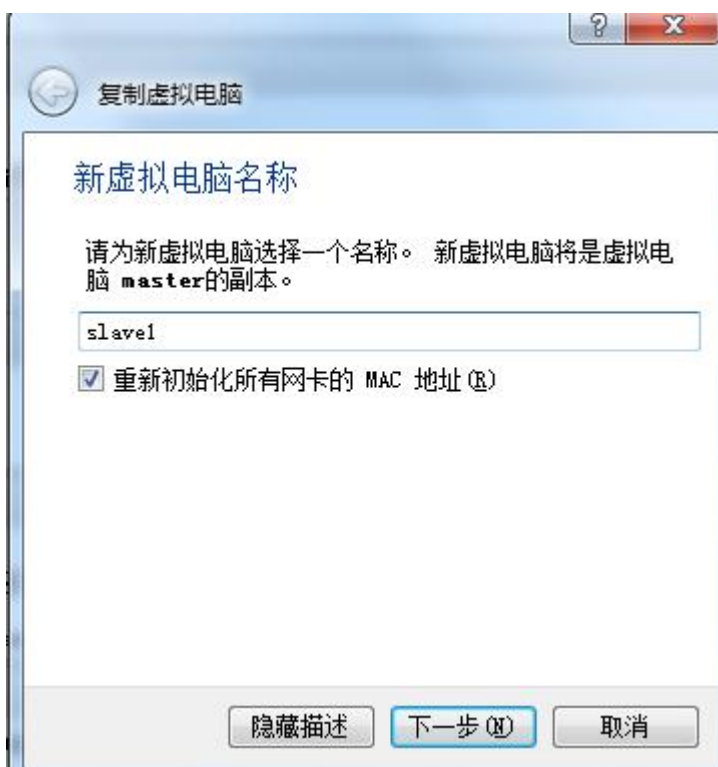 ?
复制虚拟电脑
新虚拟电脑名称
请为新虚拟电脑选择一个名称。 新虚拟电脑将是虚拟电
脑 master的副本。
slave1
重新初始化所有网卡的 MAC 地址(R)
隐藏描述 下一步(N) 取消